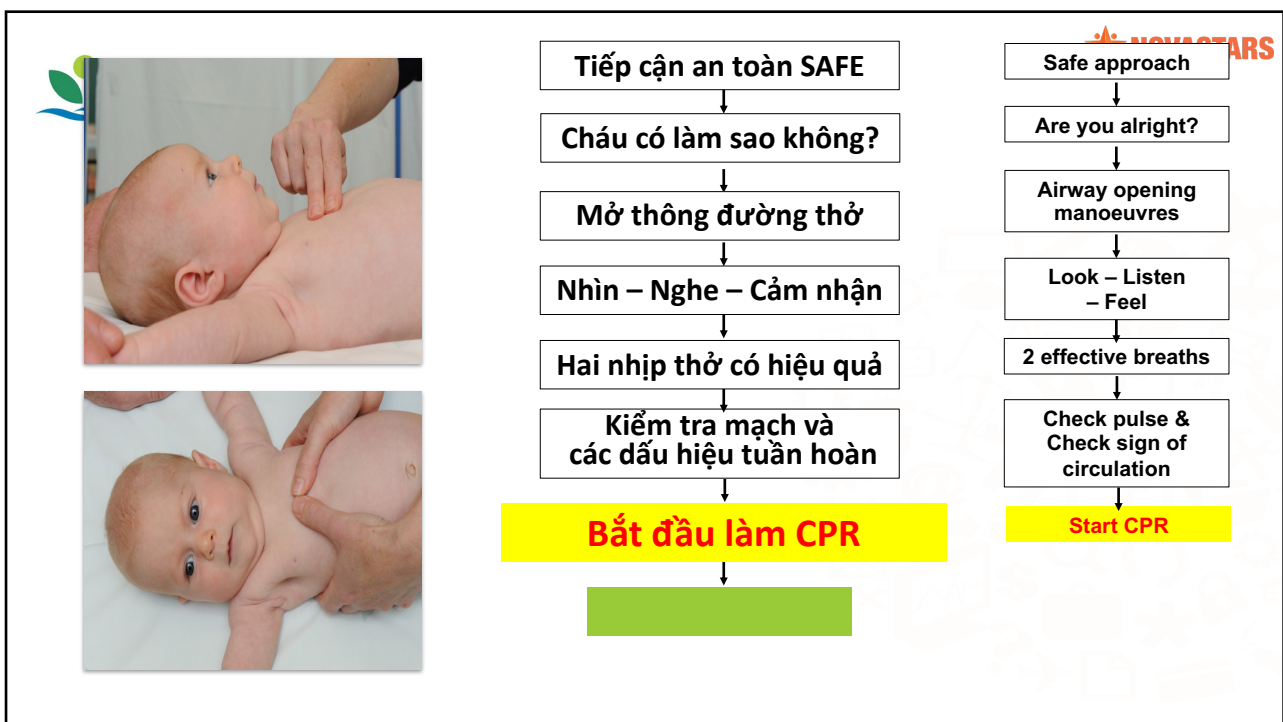 Tiếp cận an toàn SAFE
Cháu có làm sao không?
Mở thông đường thở
Nhìn – Nghe – Cảm nhận
Hai nhịp thở có hiệu quả
Kiểm tra mạch và
các dấu hiệu tuần hoàn
Bắt đầu làm CPR
Safe approach
Are you alright?
Airway opening
manoeuvres
Look – Listen
– Feel
2 effective breaths
Check pulse &
Check sign of
circulation
Start CPR